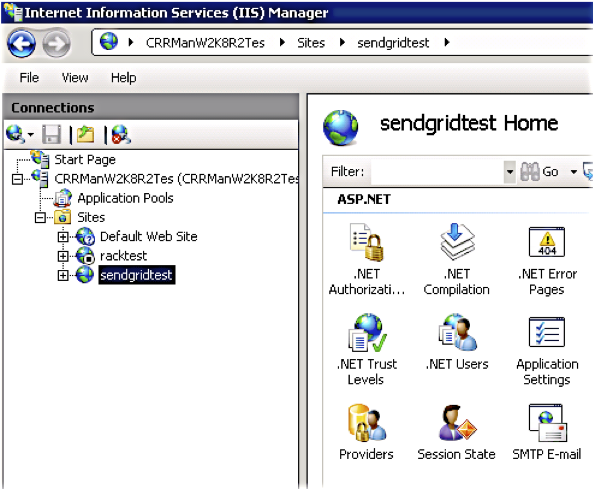 Internet Information Services (IIS) Manager
CRRManW2K8R2Tes Sites sendgridtest
File View Help
Connections
Start Page
CRRManW2K8R2Tes (CRRManW2K8R2Tes
Application Pools
Sites
Default Web Site
racktest
sendgridtest
sendgridtest Home
Filter: Go
ASP.NET
.NET Authorizati...
.NET Compilation
.NET Error Pages
404
.NET Trust Levels
.NET Users
Application Settings
Providers
Session State
SMTP E-mail